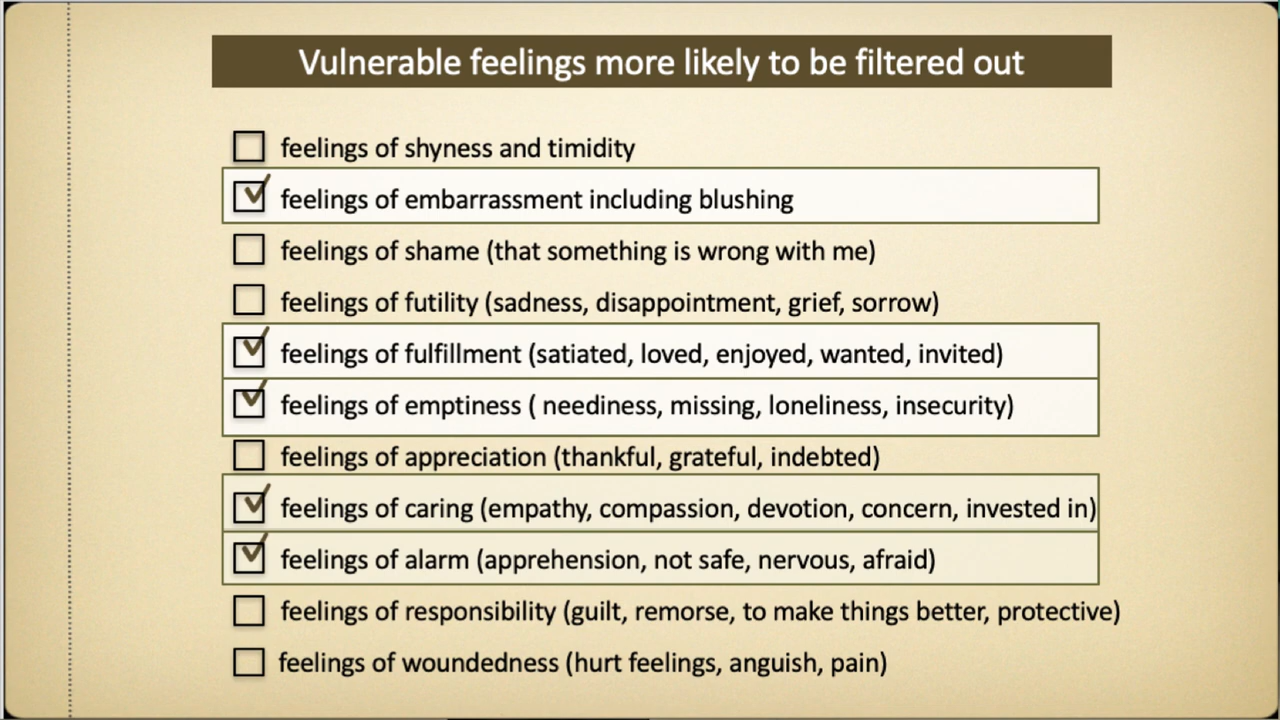 Vulnerable feelings more likely to be filtered out
feelings of shyness and timidity
feelings of embarrassment including blushing
feelings of shame (that something is wrong with me)
feelings of futility (sadness, disappointment, grief, sorrow)
feelings of fulfillment (satiated, loved, enjoyed, wanted, invited)
feelings of emptiness ( neediness, missing, loneliness, insecurity)
feelings of appreciation (thankful, grateful, indebted)
feelings of caring (empathy, compassion, devotion, concern, invested in)
feelings of alarm (apprehension, not safe, nervous, afraid)
feelings of responsibility (guilt, remorse, to make things better, protective)
feelings of woundedness (hurt feelings, anguish, pain)